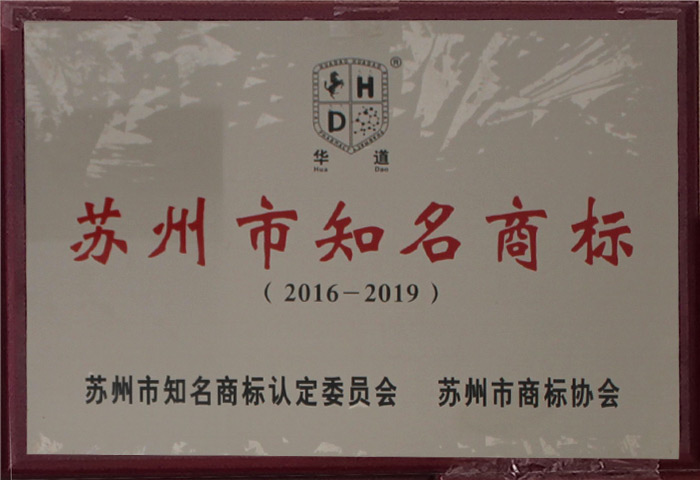 H
D
®
华 道
Hua Dao
苏州市知名商标
（2016－2019）
苏州市知名商标认定委员会 苏州市商标协会